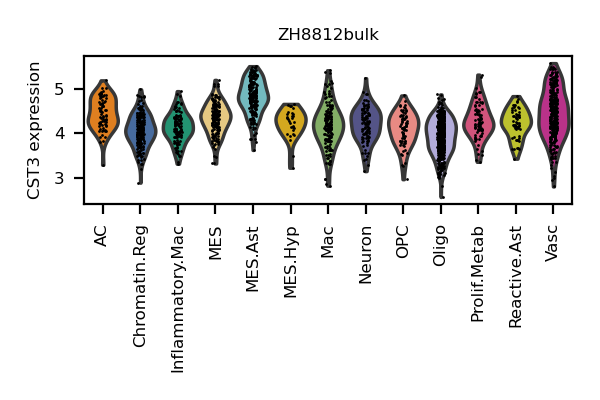 ZH8812bulk
CST3 expression
5
4
3
AC
Chromatin.Reg
Inflammatory.Mac
MES
MES.Ast
MES.Hyp
Mac
Neuron
OPC
Oligo
Prolif.Metab
Reactive.Ast
Vasc